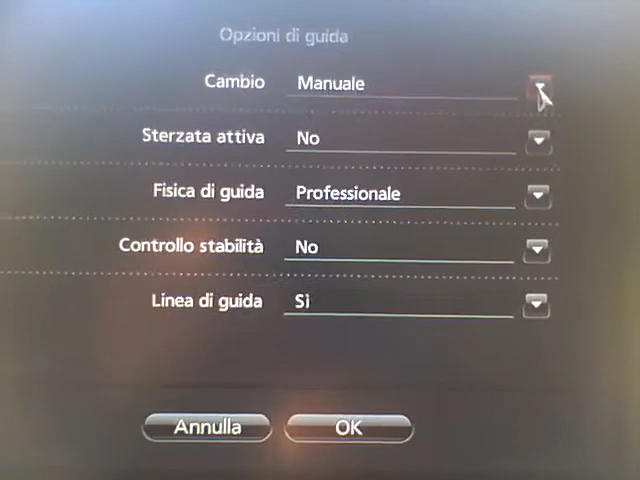 Opzioni di guida
Cambio Manuale
Sterzata attiva No
Fisica di guida Professionale
Controllo stabilità No
Linea di guida Sì
Annulla OK